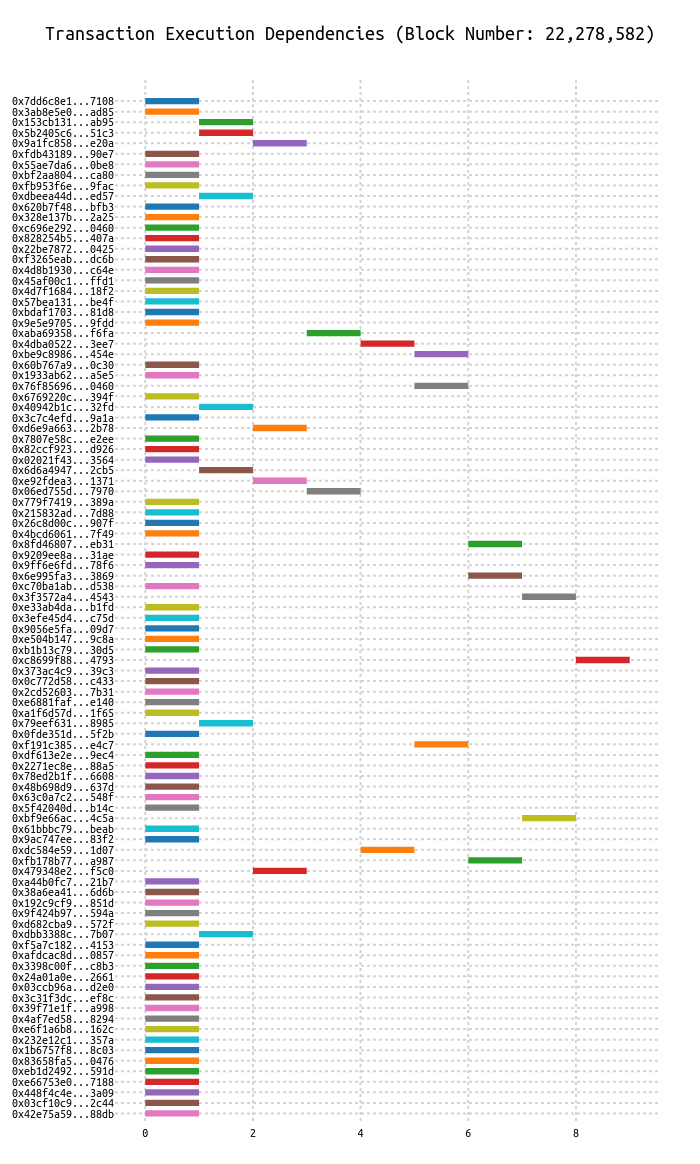 Transaction Execution Dependencies (Block Number: 22,278,582)
0x7dd6c8e1...7108
0x3ab8e5e0...ad85
0x153cb131...ab95
0x5b2405c6...51c3
0x9a1fc858...e20a
0xfdb43189...90e7
0x55ae7da6...0be8
0xbf2aa804...ca80
0xfb953f6e...9fac
0xdbeea44d...ed57
0x620b7f48...bfb3
0x328e137b...2a25
0xc696e292...0460
0x828254b5...407a
0x22be7872...0425
0xf3265eab...dc6b
0x4d8b1930...c64e
0x45af00c1...ffd1
0x4d7f1684...18f2
0x57bea131...be4f
0xbdaf1703...81d8
0x9e5e9705...9fdd
0xaba69358...f6fa
0x4dba0522...3ee7
0xbe9c8986...454e
0x60b767a9...0c30
0x1933ab62...a5e5
0x76f85696...0460
0x6769220c...394f
0x40942b1c...32fd
0x3c7c4efd...9a1a
0xd6e9a663...2b78
0x7807e58c...e2ee
0x82ccf923...d926
0x02021f43...3564
0x6d6a4947...2cb5
0xe92fdea3...1371
0x06ed755d...7970
0x779f7419...389a
0x215832ad...7d88
0x26c8d00c...907f
0x4bcd6061...7f49
0x8fd46807...eb31
0x9209ee8a...31ae
0x9ff6e6fd...78f6
0x6e995fa3...3869
0xc70ba1ab...d538
0x3f3572a4...4543
0xe33ab4da...b1fd
0x3efe45d4...c75d
0x9056e5fa...09d7
0xe504b147...9c8a
0xb1b13c79...30d5
0xc8699f88...4793
0x373ac4c9...39c3
0x0c772d58...c433
0x2cd52603...7b31
0xe6881faf...e140
0xa1f6d57d...1f65
0x79eef631...8985
0x0fde351d...5f2b
0xf191c385...e4c7
0xdf613e2e...9ec4
0x2271ec8e...88a5
0x78ed2b1f...6608
0x48b698d9...637d
0x63c0a7c2...548f
0x5f42040d...b14c
0xbf9e66ac...4c5a
0x61bbbc79...beab
0x9ac747ee...83f2
0xdc584e59...1d07
0xfb178b77...a987
0x479348e2...f5c0
0xa44b0fc7...21b7
0x38a6ea41...6d6b
0x192c9cf9...851d
0x9f424b97...594a
0xd682cba9...572f
0xdbb3388c...7b07
0xf5a7c182...4153
0xafdcac8d...0857
0x3398c00f...c8b3
0x24a01a0e...2661
0x03ccb96a...d2e0
0x3c31f3dc...ef8c
0x39f71e1f...a998
0x4af7ed58...8294
0xe6f1a6b8...162c
0x232e12c1...357a
0x1b6757f8...8c03
0x83658fa5...0476
0xeb1d2492...591d
0xe66753e0...7188
0x448f4c4e...3a09
0x03cf10c9...2c44
0x42e75a59...88db
0 2 4 6 8